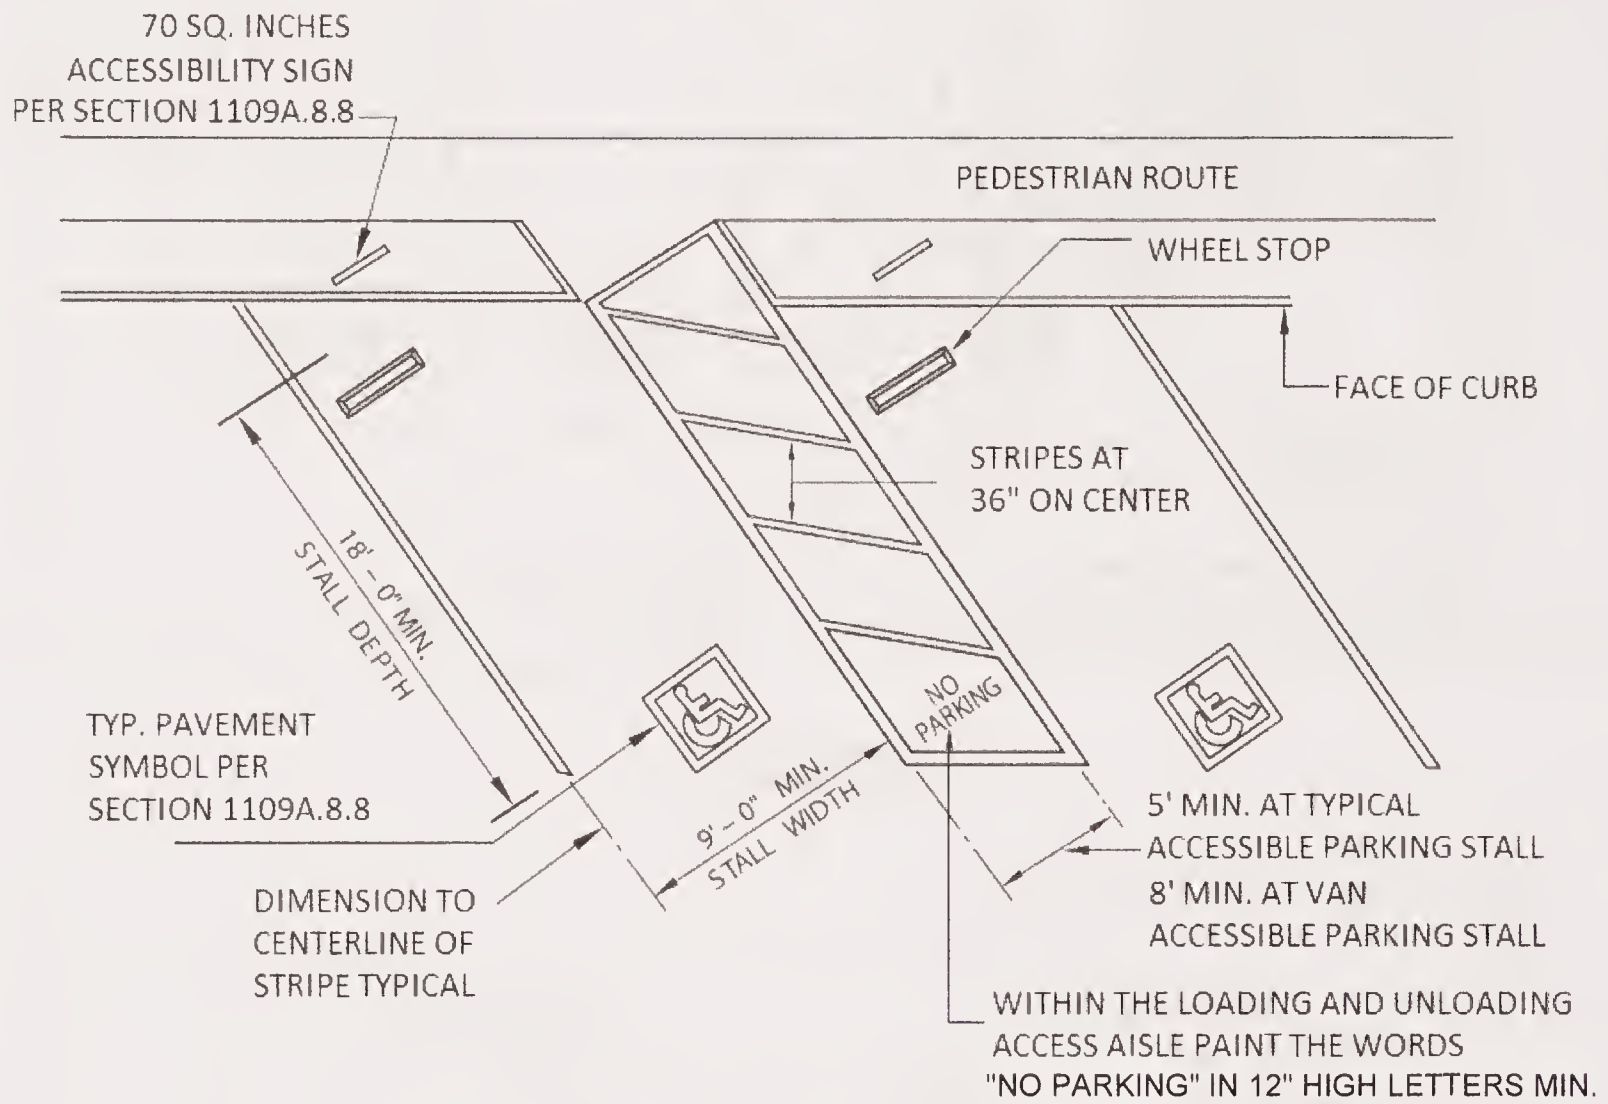 70 SQ. INCHES
ACCESSIBILITY SIGN
PER SECTION 1109A.8.8
PEDESTRIAN ROUTE
WHEEL STOP
FACE OF CURB
STRIPES AT
36" ON CENTER
18' – 0" MIN.
STALL DEPTH
NO
PARKING
TYP. PAVEMENT
SYMBOL PER
SECTION 1109A.8.8
9' – 0" MIN.
STALL WIDTH
5' MIN. AT TYPICAL
ACCESSIBLE PARKING STALL
8' MIN. AT VAN
ACCESSIBLE PARKING STALL
DIMENSION TO
CENTERLINE OF
STRIPE TYPICAL
WITHIN THE LOADING AND UNLOADING
ACCESS AISLE PAINT THE WORDS
"NO PARKING" IN 12" HIGH LETTERS MIN.